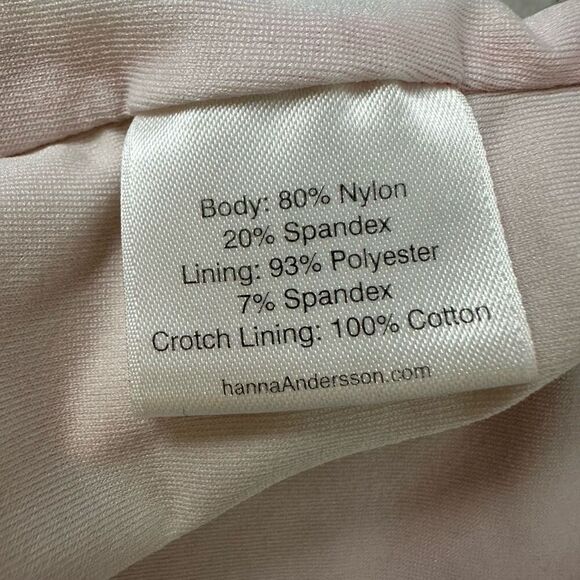 Body: 80% Nylon
20% Spandex
Lining: 93% Polyester
7% Spandex
Crotch Lining: 100% Cotton
hannaAndersson.com